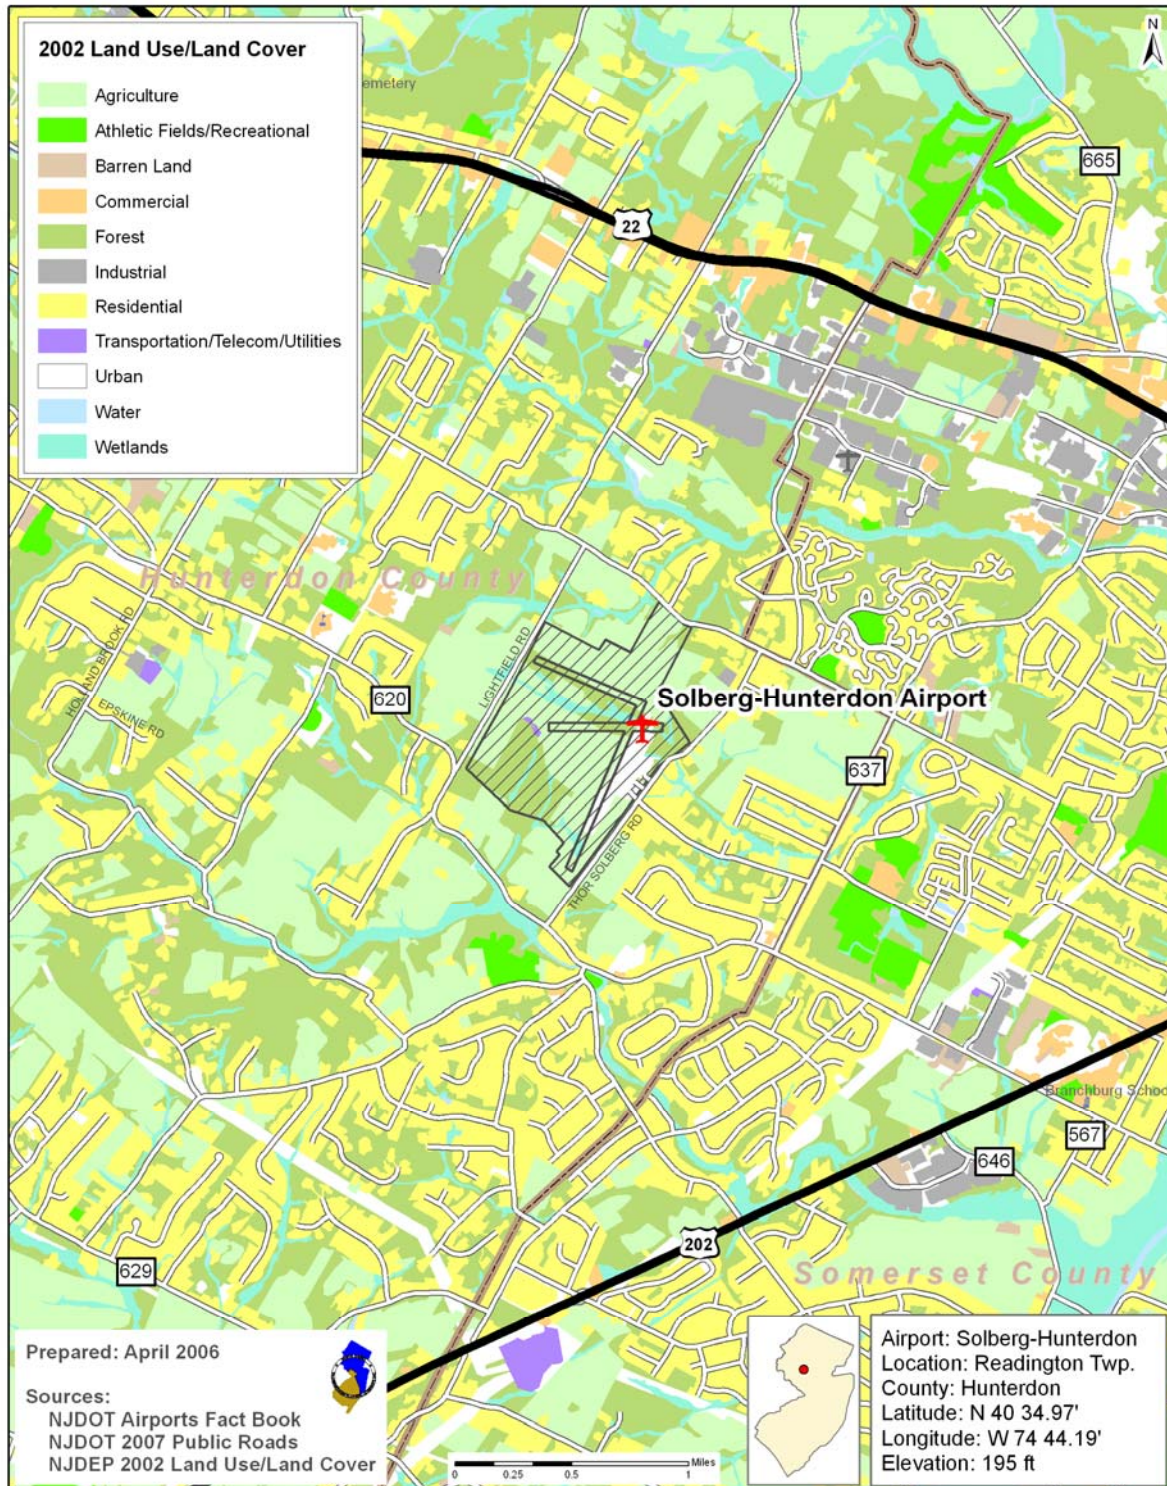 2002 Land Use/Land Cover
Agriculture
Athletic Fields/Recreational
Barren Land
Commercial
Forest
Industrial
Residential
Transportation/Telecom/Utilities
Urban
Water
Wetlands
emetery
N
665
22
Hunterdon County
HOLLAND BROOK RD
EPSKINE RD
LIGHTFIELD RD
620
Solberg-Hunterdon Airport
637
THOR SOLBERG RD
Branchburg Schoo
567
646
202
629
Somerset County
Prepared: April 2006
Sources:
NJDOT Airports Fact Book
NJDOT 2007 Public Roads
NJDEP 2002 Land Use/Land Cover
Miles
0 0.25 0.5 1
Airport: Solberg-Hunterdon
Location: Readington Twp.
County: Hunterdon
Latitude: N 40 34.97'
Longitude: W 74 44.19'
Elevation: 195 ft